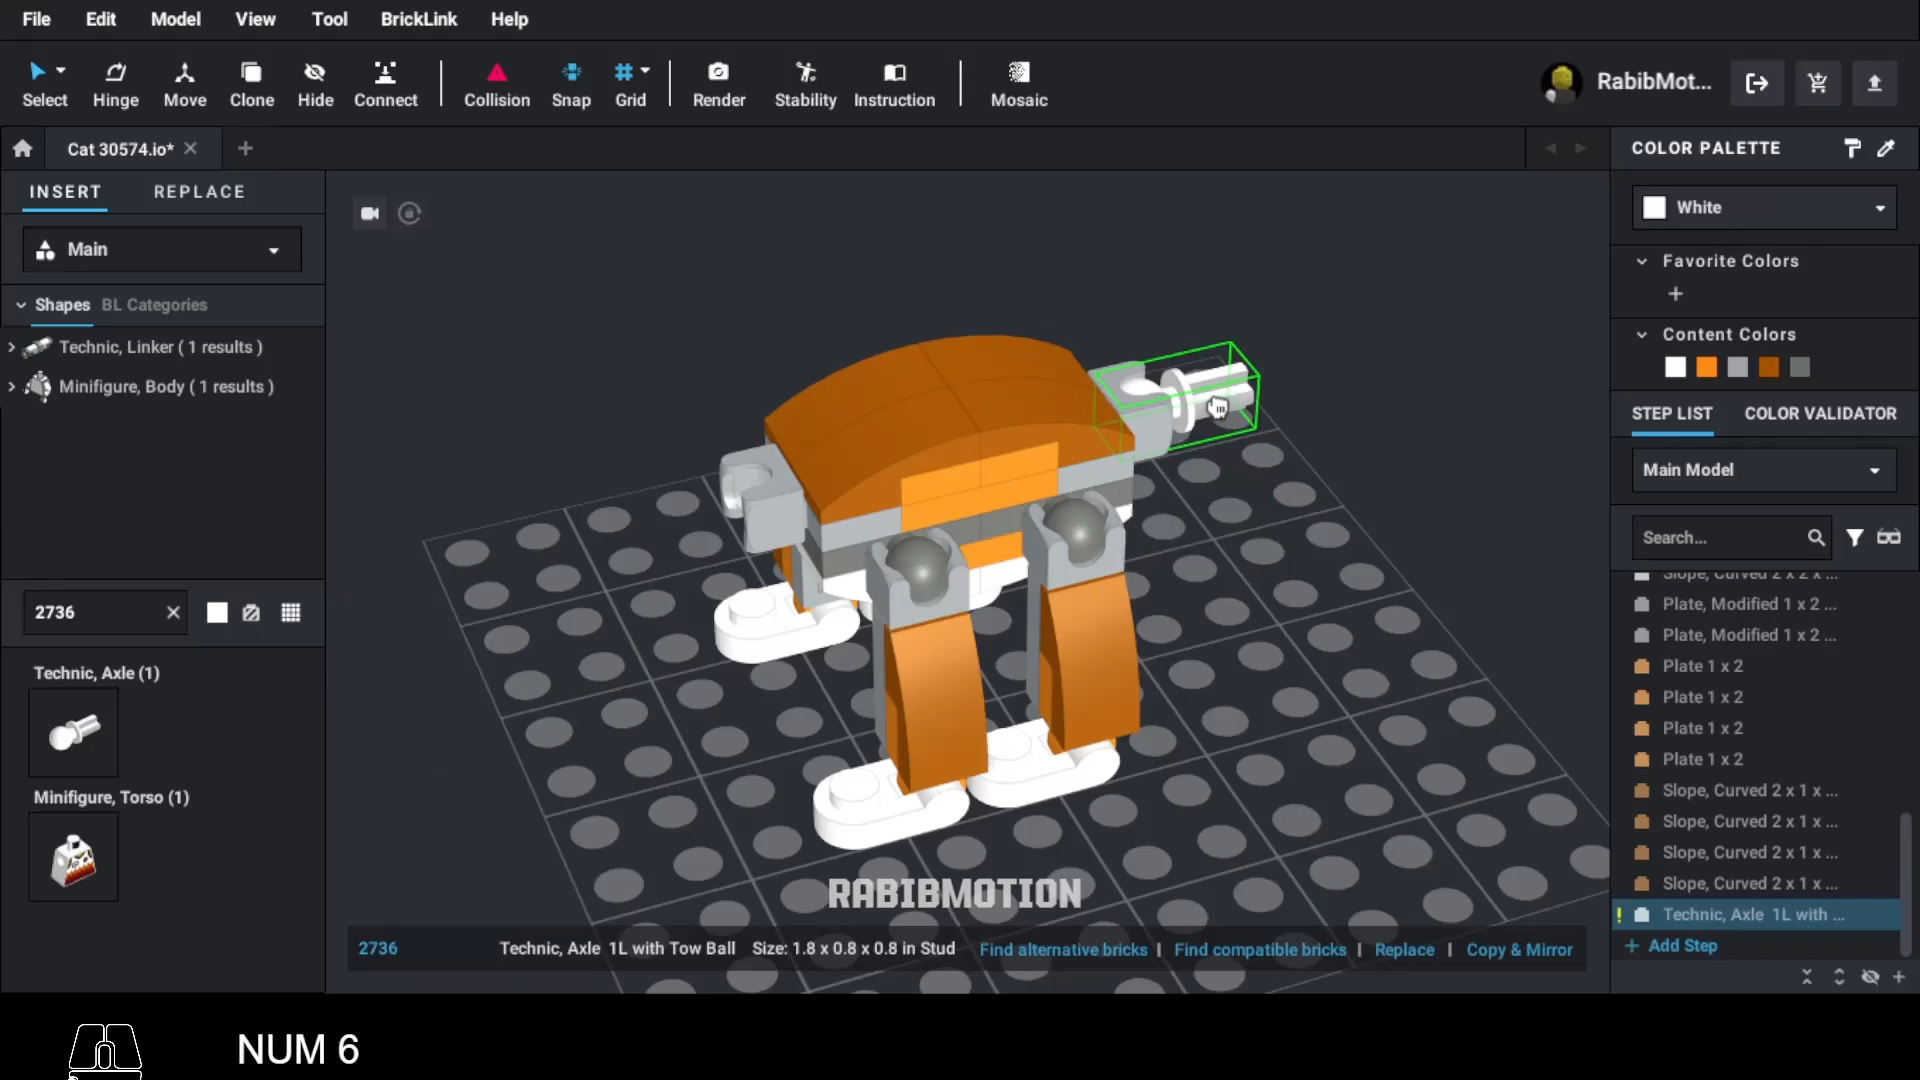 File Edit Model View Tool BrickLink Help
Select Hinge Move Clone Hide Connect Collision Snap Grid Render Stability Instruction Mosaic RabibMot...
Cat 30574.io*
INSERT REPLACE
Main
Shapes BL Categories
Technic, Linker ( 1 results )
Minifigure, Body ( 1 results )
2736
Technic, Axle (1)
Minifigure, Torso (1)
RABIBMOTION
2736 Technic, Axle 1L with Tow Ball Size: 1.8 x 0.8 x 0.8 in Stud Find alternative bricks | Find compatible bricks | Replace | Copy & Mirror
COLOR PALETTE
White
Favorite Colors
Content Colors
STEP LIST COLOR VALIDATOR
Main Model
Search...
Slope, Curved 2 x 2 x ...
Plate, Modified 1 x 2 ...
Plate, Modified 1 x 2 ...
Plate 1 x 2
Plate 1 x 2
Plate 1 x 2
Plate 1 x 2
Slope, Curved 2 x 1 x ...
Slope, Curved 2 x 1 x ...
Slope, Curved 2 x 1 x ...
Slope, Curved 2 x 1 x ...
Technic, Axle 1L with ...
+ Add Step
NUM 6